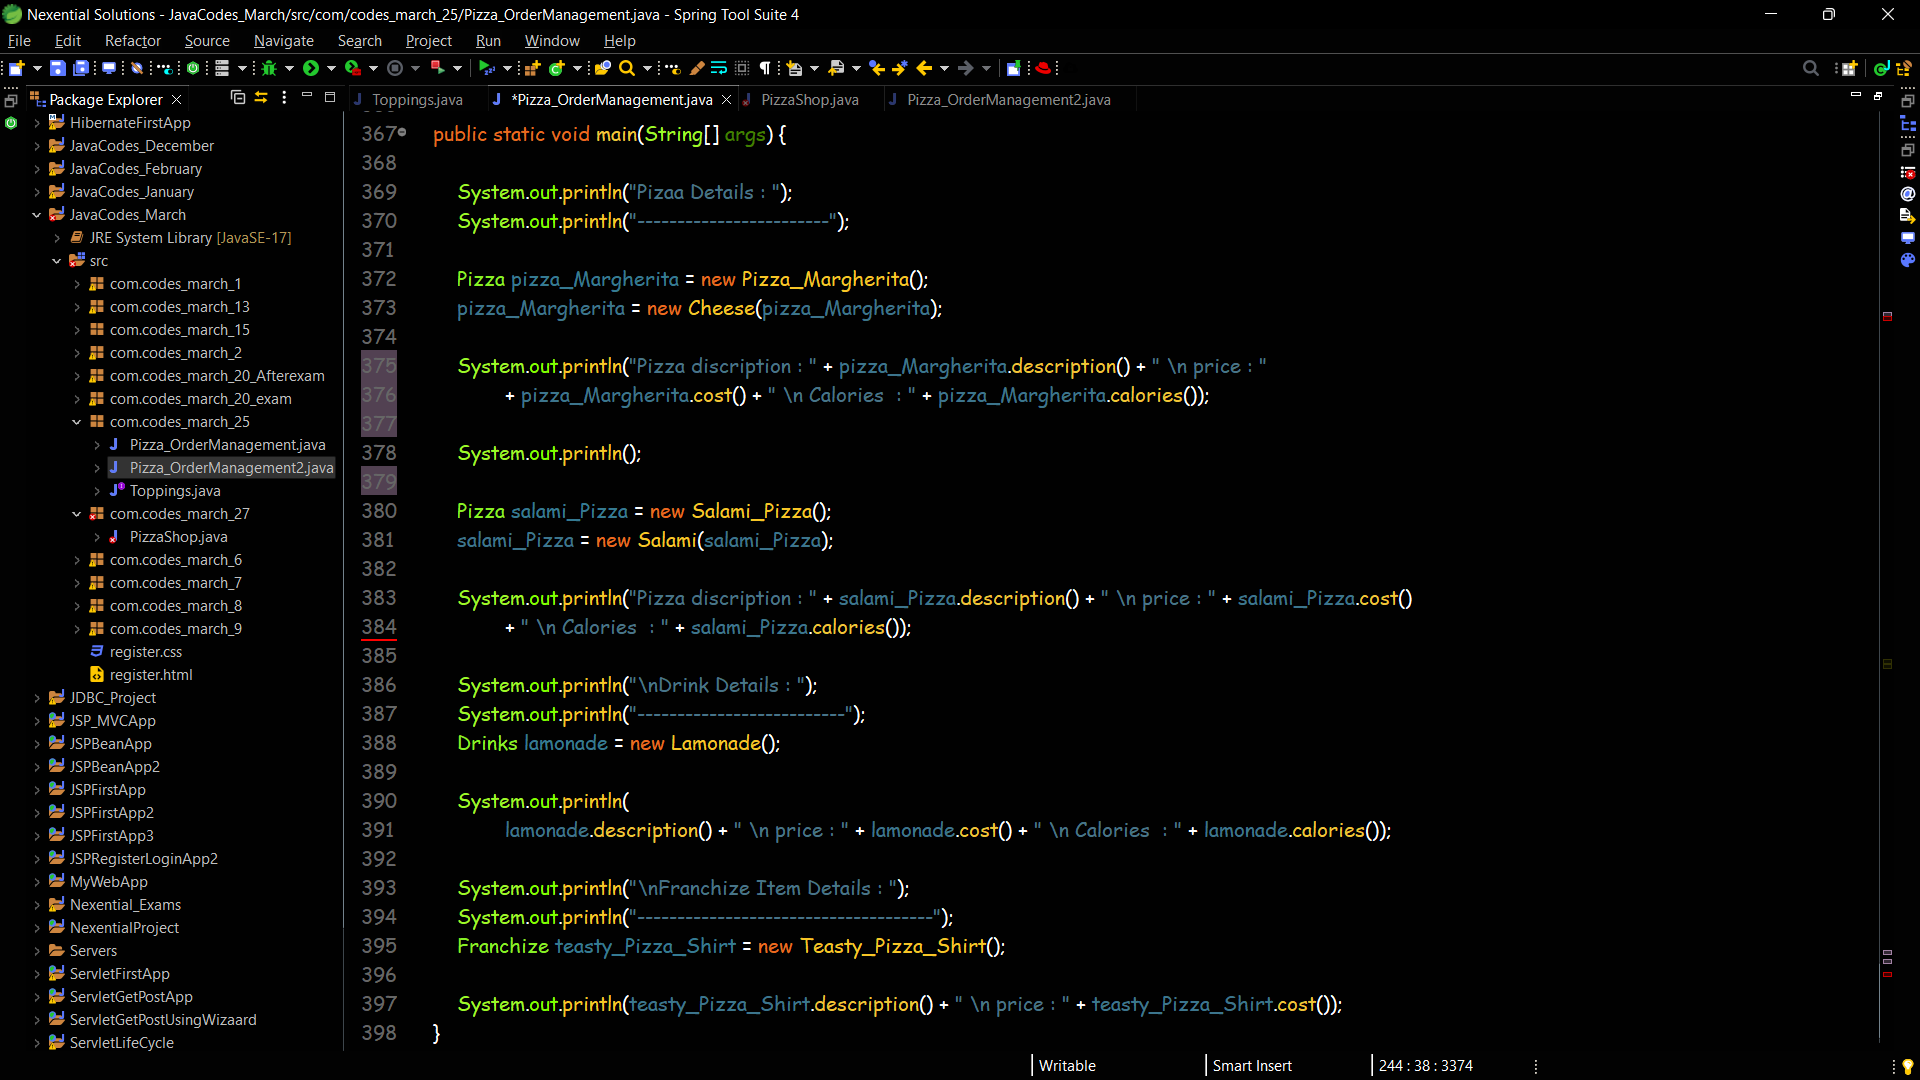 Nexential Solutions - JavaCodes_March/src/com/codes_march_25/Pizza_OrderManagement.java - Spring Tool Suite 4
File Edit Refactor Source Navigate Search Project Run Window Help
Package Explorer
HibernateFirstApp
JavaCodes_December
JavaCodes_February
JavaCodes_January
JavaCodes_March
JRE System Library [JavaSE-17]
src
com.codes_march_1
com.codes_march_13
com.codes_march_15
com.codes_march_2
com.codes_march_20_Afterexam
com.codes_march_20_exam
com.codes_march_25
Pizza_OrderManagement.java
Pizza_OrderManagement2.java
Toppings.java
com.codes_march_27
PizzaShop.java
com.codes_march_6
com.codes_march_7
com.codes_march_8
com.codes_march_9
register.css
register.html
JDBC_Project
JSP_MVCApp
JSPBeanApp
JSPBeanApp2
JSPFirstApp
JSPFirstApp2
JSPFirstApp3
JSPRegisterLoginApp2
MyWebApp
Nexential_Exams
NexentialProject
Servers
ServletFirstApp
ServletGetPostApp
ServletGetPostUsingWizaard
ServletLifeCycle
Toppings.java *Pizza_OrderManagement.java PizzaShop.java Pizza_OrderManagement2.java
367 public static void main(String[] args) {
368
369 System.out.println("Pizaa Details : ");
370 System.out.println("------------------------");
371
372 Pizza pizza_Margherita = new Pizza_Margherita();
373 pizza_Margherita = new Cheese(pizza_Margherita);
374
375 System.out.println("Pizza discription : " + pizza_Margherita.description() + " \n price : "
376 + pizza_Margherita.cost() + " \n Calories  : " + pizza_Margherita.calories());
377
378 System.out.println();
379
380 Pizza salami_Pizza = new Salami_Pizza();
381 salami_Pizza = new Salami(salami_Pizza);
382
383 System.out.println("Pizza discription : " + salami_Pizza.description() + " \n price : " + salami_Pizza.cost()
384 + " \n Calories  : " + salami_Pizza.calories());
385
386 System.out.println("\nDrink Details : ");
387 System.out.println("--------------------------");
388 Drinks lamonade = new Lamonade();
389
390 System.out.println(
391 lamonade.description() + " \n price : " + lamonade.cost() + " \n Calories  : " + lamonade.calories());
392
393 System.out.println("\nFranchize Item Details : ");
394 System.out.println("-------------------------------------");
395 Franchize teasty_Pizza_Shirt = new Teasty_Pizza_Shirt();
396
397 System.out.println(teasty_Pizza_Shirt.description() + " \n price : " + teasty_Pizza_Shirt.cost());
398 }
Writable Smart Insert 244 : 38 : 3374